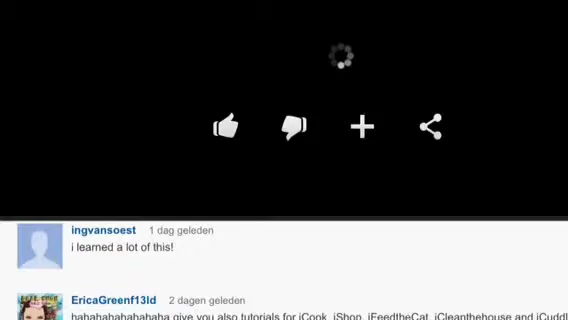 ingvansoest 1 dag geleden
i learned a lot of this!
EricaGreenf13ld 2 dagen geleden
hahahahahahahaha give you also tutorials for iCook, iShop, iFeedtheCat, iCleanthehouse and iCuddl